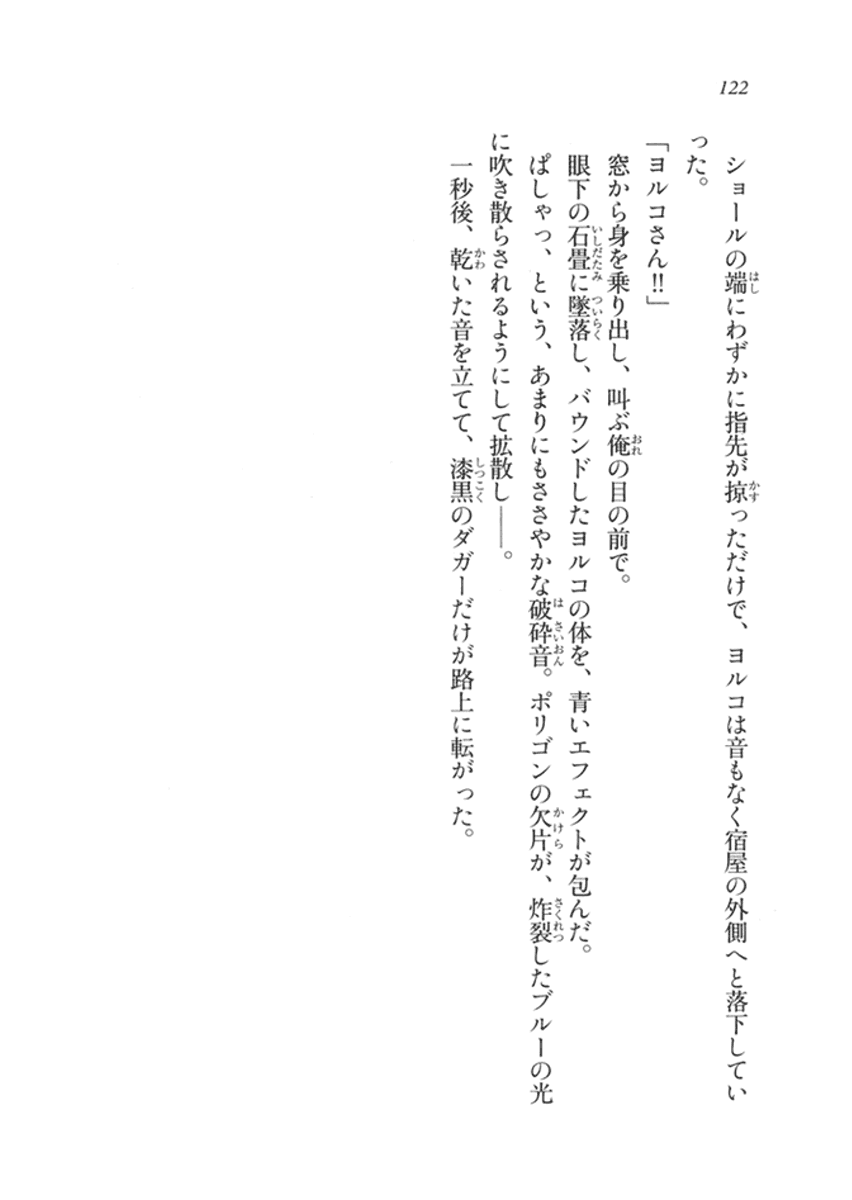 122
ショールの端にわずかに指先が掠っただけで、ヨルコは音もなく宿屋の外側へと落下してい
った。
「ヨルコさん!!」
窓から身を乗り出し、叫ぶ俺の目の前で。
眼下の石畳に墜落し、バウンドしたヨルコの体を、青いエフェクトが包んだ。
ぱしゃっ、という、あまりにもささやかな破砕音。ポリゴンの欠片が、炸裂したブルーの光
に吹き散らされるようにして拡散し――。
一秒後、乾いた音を立てて、漆黒のダガーだけが路上に転がった。